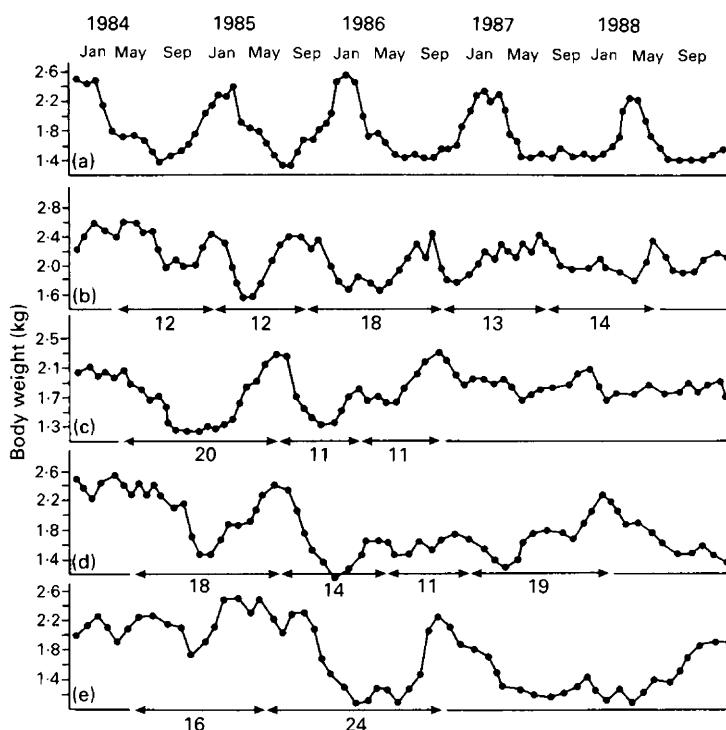 1984 1985 1986 1987 1988
Jan May Sep Jan May Sep Jan May Sep Jan May Sep Jan May Sep
Body weight (kg)
2·6
2·2
1·8
1·4
(a)
2·8
2·4
2·0
1·6
(b)
12 12 18 13 14
2·5
2·1
1·7
1·3
(c)
20 11 11
2·6
2·2
1·8
1·4
(d)
18 14 11 19
2·6
2·2
1·8
1·4
(e)
16 24